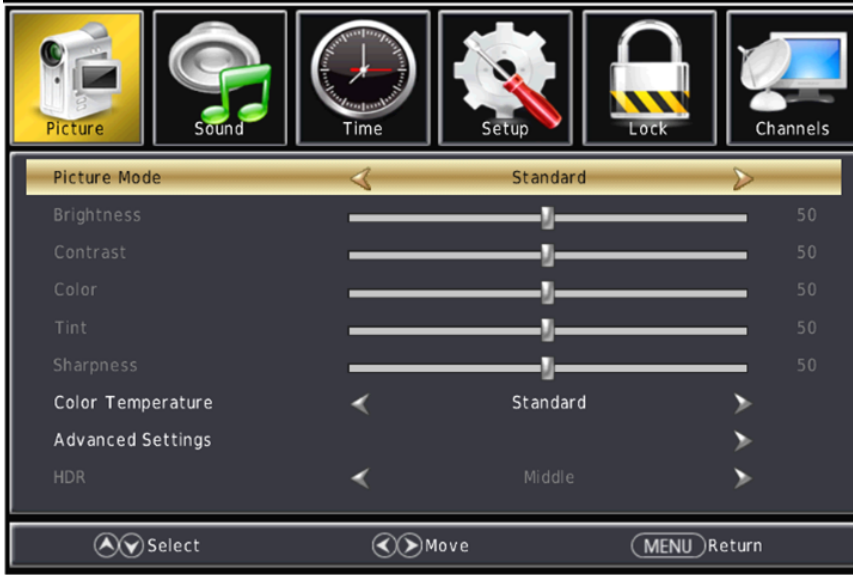 Picture Sound Time Setup Lock Channels
Picture Mode Standard
Brightness 50
Contrast 50
Color 50
Tint 50
Sharpness 50
Color Temperature Standard
Advanced Settings
HDR Middle
Select Move MENU Return